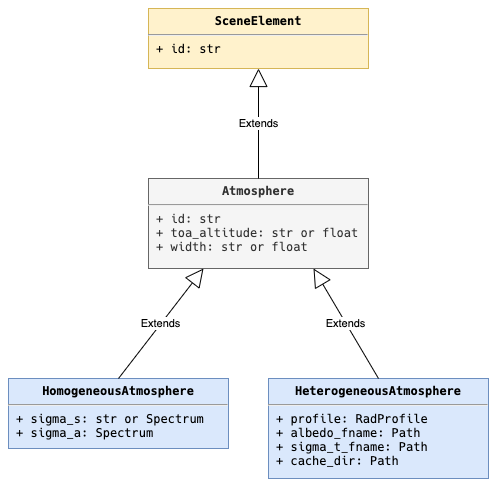 SceneElement
+ id: str
Extends
Atmosphere
+ id: str
+ toa_altitude: str or float
+ width: str or float
Extends
Extends
HomogeneousAtmosphere
+ sigma_s: str or Spectrum
+ sigma_a: Spectrum
HeterogeneousAtmosphere
+ profile: RadProfile
+ albedo_fname: Path
+ sigma_t_fname: Path
+ cache_dir: Path